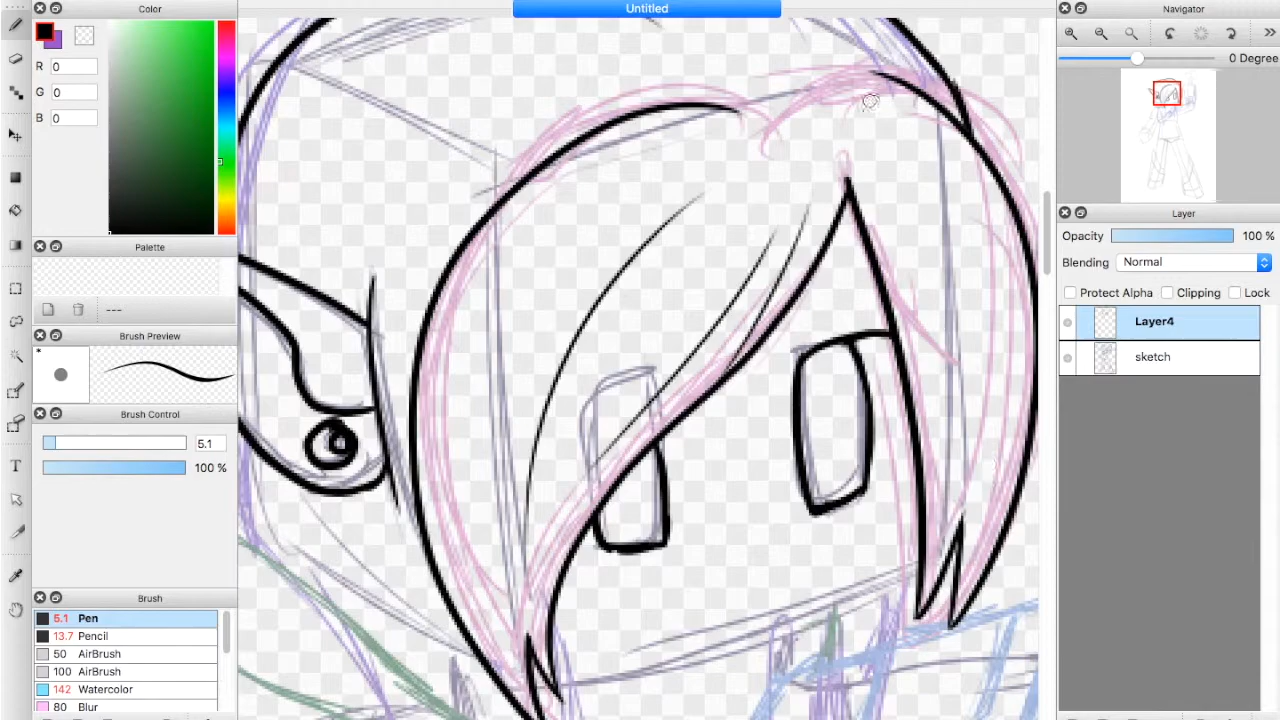 Color
Untitled
Navigator
R 0
G 0
B 0
0 Degree
Palette
---
Layer
Opacity 100 %
Blending Normal
Protect Alpha Clipping Lock
Layer4
sketch
Brush Preview
*
Brush Control
5.1
100 %
Brush
5.1 Pen
13.7 Pencil
50 AirBrush
100 AirBrush
142 Watercolor
80 Blur
T